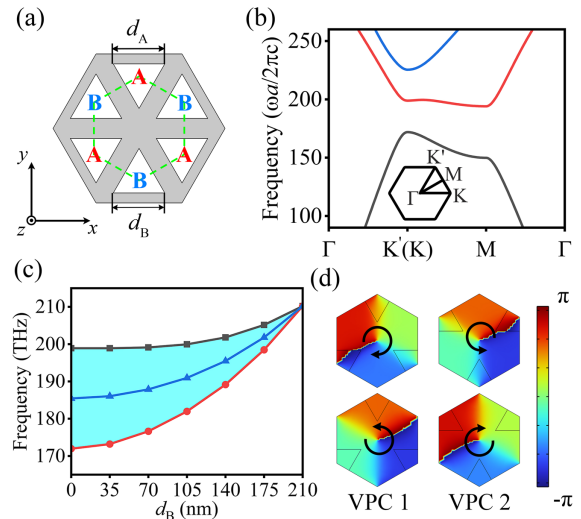 (a)
d_A
A
B
B
A
A
B
d_B
y
z
x
(b)
Frequency (ωa/2πc)
250
200
150
100
K'
M
Γ
K
Γ
K'(K)
M
Γ
(c)
Frequency (THz)
210
200
190
180
170
0
35
70
105
140
175
210
d_B (nm)
(d)
π
-π
VPC 1
VPC 2